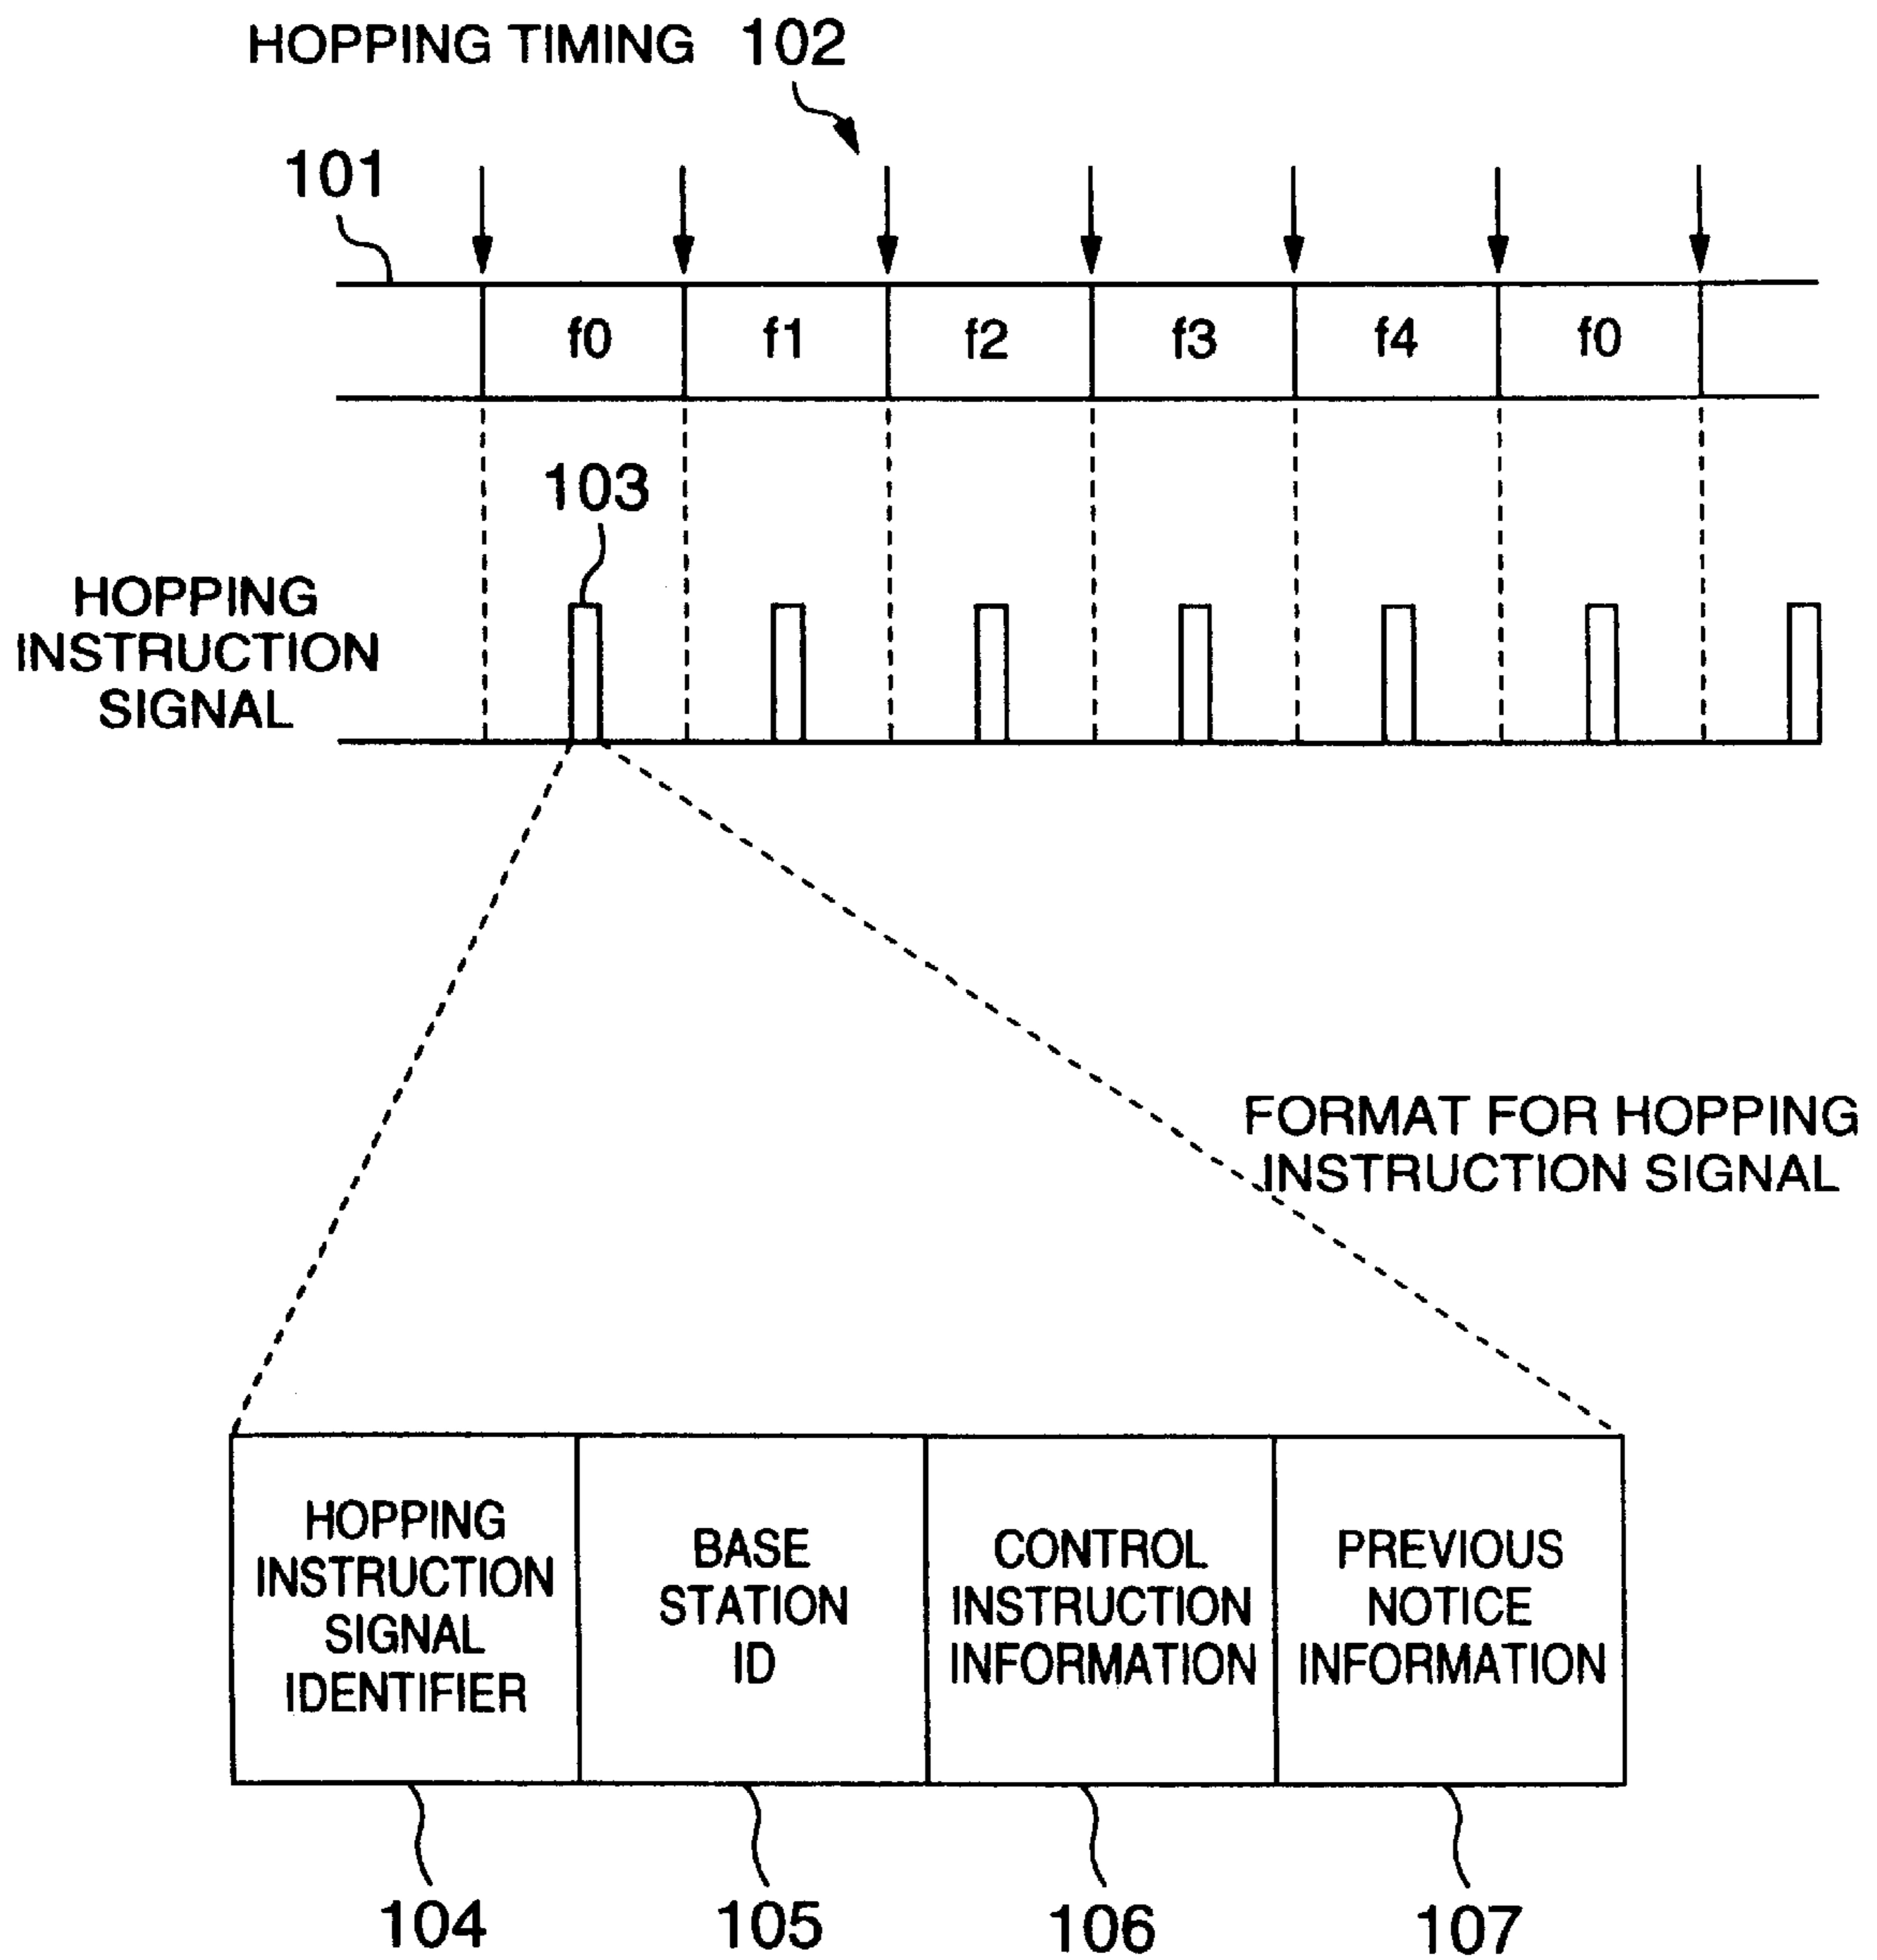 HOPPING TIMING 102
101
f0 f1 f2 f3 f4 f0
103
HOPPING
INSTRUCTION
SIGNAL
FORMAT FOR HOPPING
INSTRUCTION SIGNAL
HOPPING
INSTRUCTION
SIGNAL
IDENTIFIER
BASE
STATION
ID
CONTROL
INSTRUCTION
INFORMATION
PREVIOUS
NOTICE
INFORMATION
104 105 106 107